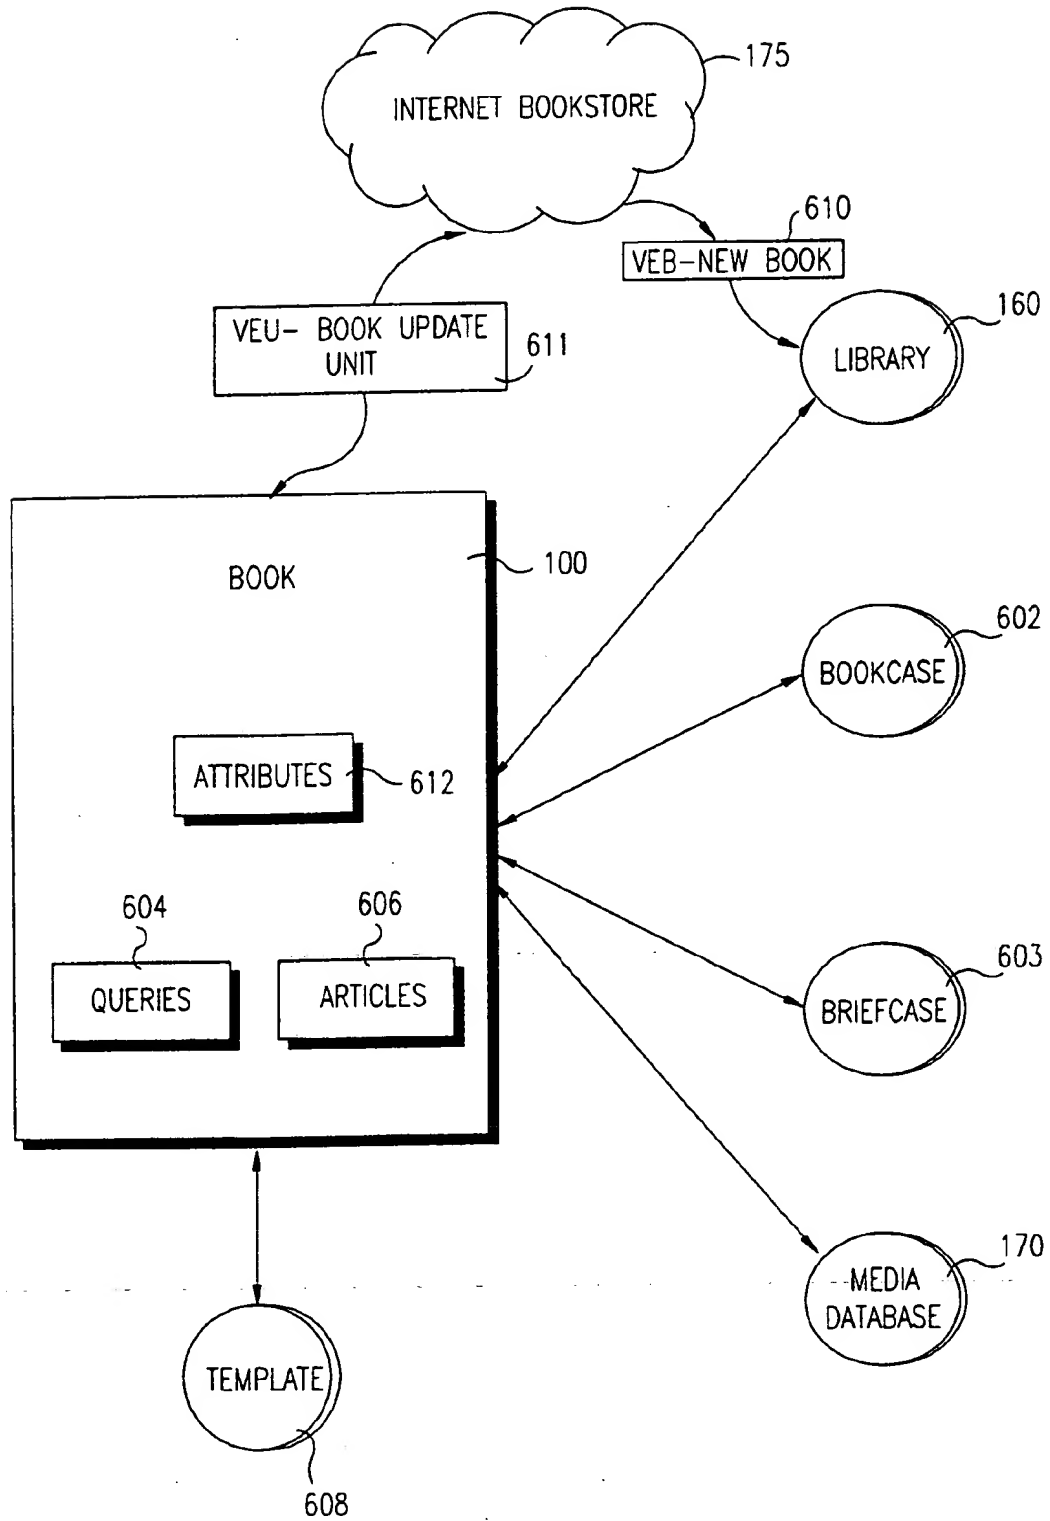 175
INTERNET BOOKSTORE
610
VEB-NEW BOOK
160
LIBRARY
VEU- BOOK UPDATE
UNIT
611
BOOK
100
602
BOOKCASE
ATTRIBUTES
612
604
606
QUERIES
ARTICLES
603
BRIEFCASE
170
MEDIA
DATABASE
TEMPLATE
608